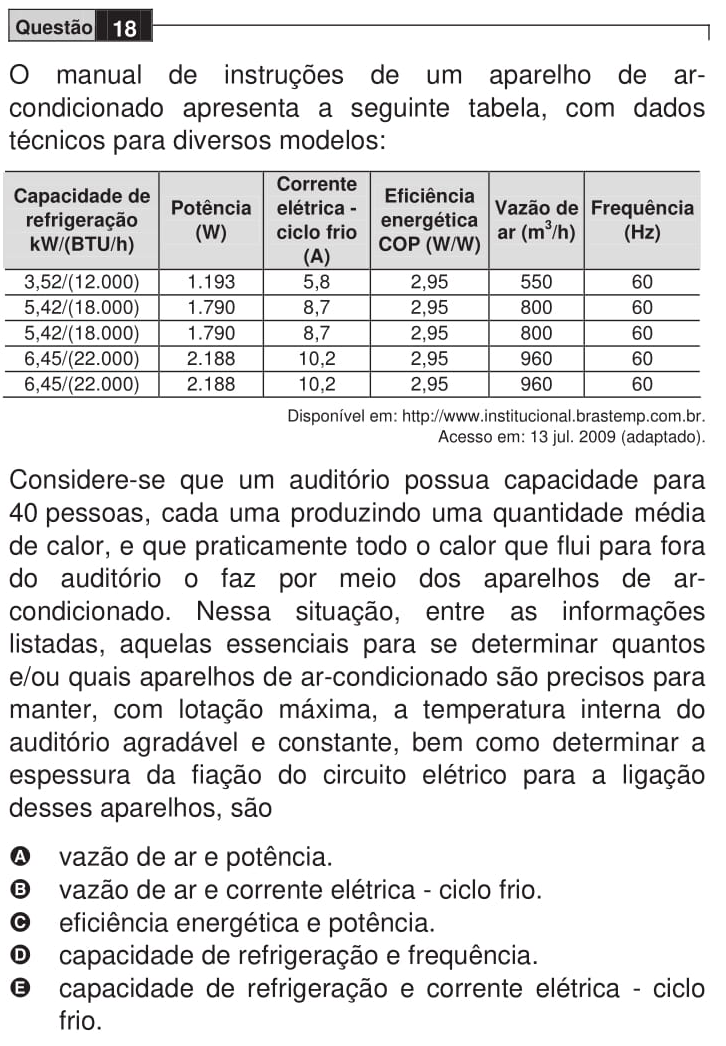 Questão 18
O manual de instruções de um aparelho de ar-
condicionado apresenta a seguinte tabela, com dados
técnicos para diversos modelos:
Capacidade de refrigeração kW/(BTU/h) Potência (W) Corrente elétrica - ciclo frio (A) Eficiência energética COP (W/W) Vazão de ar (m³/h) Frequência (Hz)
3,52/(12.000) 1.193 5,8 2,95 550 60
5,42/(18.000) 1.790 8,7 2,95 800 60
5,42/(18.000) 1.790 8,7 2,95 800 60
6,45/(22.000) 2.188 10,2 2,95 960 60
6,45/(22.000) 2.188 10,2 2,95 960 60
Disponível em: http://www.institucional.brastemp.com.br.
Acesso em: 13 jul. 2009 (adaptado).
Considere-se que um auditório possua capacidade para
40 pessoas, cada uma produzindo uma quantidade média
de calor, e que praticamente todo o calor que flui para fora
do auditório o faz por meio dos aparelhos de ar-
condicionado. Nessa situação, entre as informações
listadas, aquelas essenciais para se determinar quantos
e/ou quais aparelhos de ar-condicionado são precisos para
manter, com lotação máxima, a temperatura interna do
auditório agradável e constante, bem como determinar a
espessura da fiação do circuito elétrico para a ligação
desses aparelhos, são
A vazão de ar e potência.
B vazão de ar e corrente elétrica - ciclo frio.
C eficiência energética e potência.
D capacidade de refrigeração e frequência.
E capacidade de refrigeração e corrente elétrica - ciclo
frio.